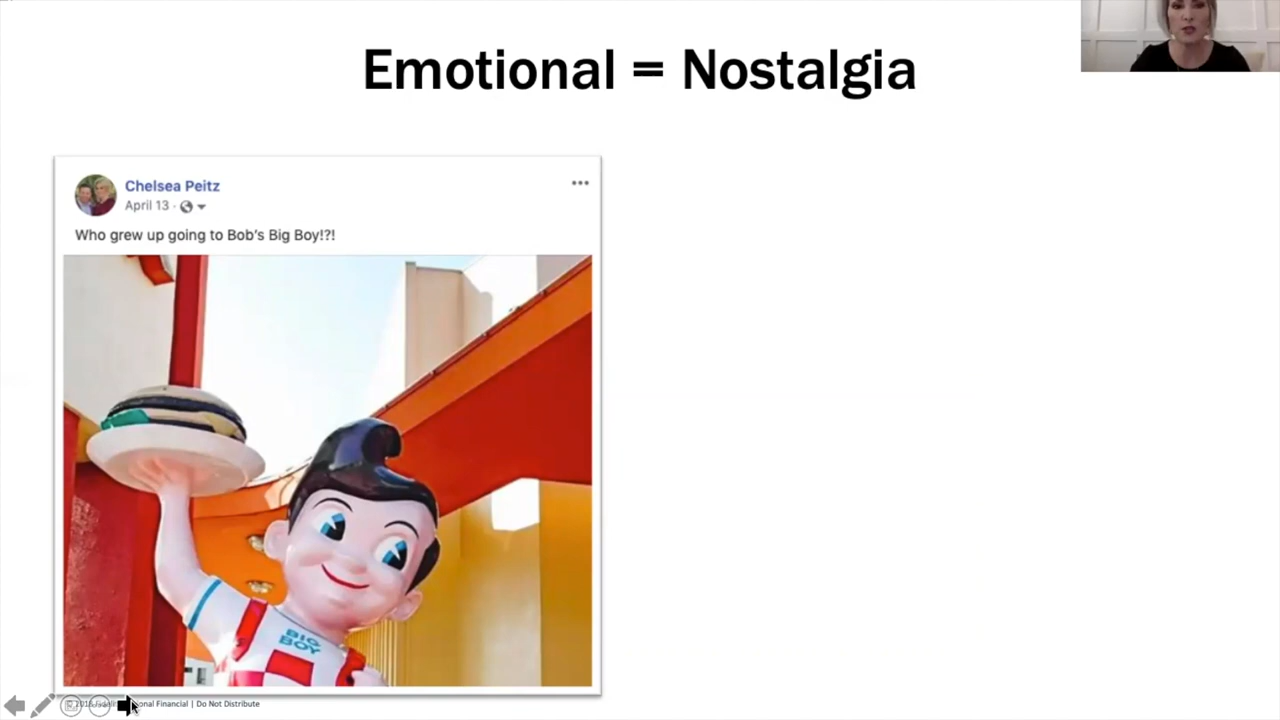 Emotional = Nostalgia
Chelsea Peitz
April 13
Who grew up going to Bob's Big Boy!?!
BIG
BOY
onal Financial | Do Not Distribute